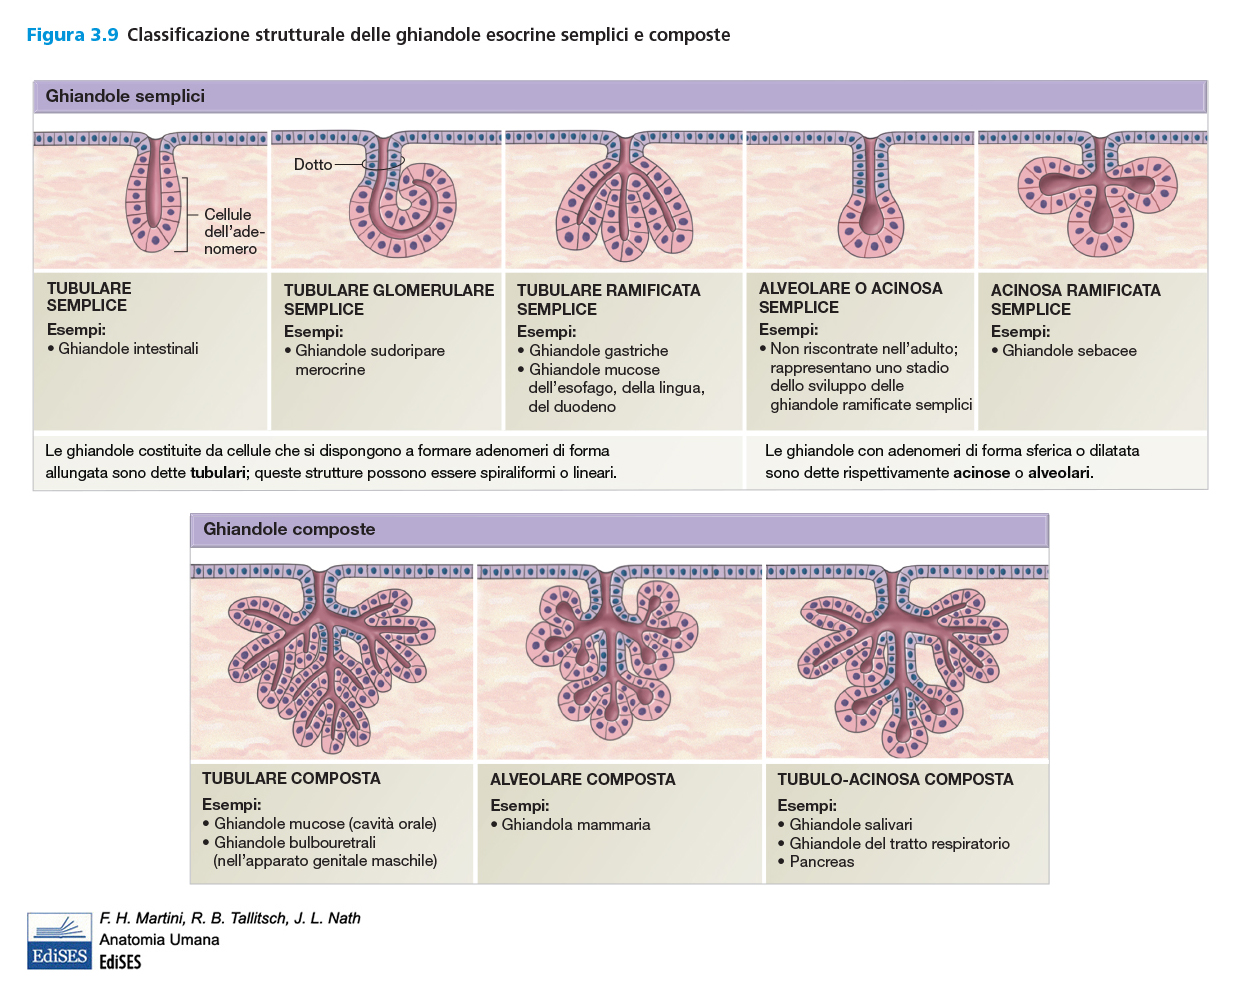 Figura 3.9 Classificazione strutturale delle ghiandole esocrine semplici e composte
Ghiandole semplici
Cellule
dell'ade-
nomero
Dotto
TUBULARE
SEMPLICE
Esempi:
• Ghiandole intestinali
TUBULARE GLOMERULARE
SEMPLICE
Esempi:
• Ghiandole sudoripare
merocrine
TUBULARE RAMIFICATA
SEMPLICE
Esempi:
• Ghiandole gastriche
• Ghiandole mucose
dell'esofago, della lingua,
del duodeno
ALVEOLARE O ACINOSA
SEMPLICE
Esempi:
• Non riscontrate nell'adulto;
rappresentano uno stadio
dello sviluppo delle
ghiandole ramificate semplici
ACINOSA RAMIFICATA
SEMPLICE
Esempi:
• Ghiandole sebacee
Le ghiandole costituite da cellule che si dispongono a formare adenomeri di forma
allungata sono dette tubulari; queste strutture possono essere spiraliformi o lineari.
Le ghiandole con adenomeri di forma sferica o dilatata
sono dette rispettivamente acinose o alveolari.
Ghiandole composte
TUBULARE COMPOSTA
Esempi:
• Ghiandole mucose (cavità orale)
• Ghiandole bulbouretrali
(nell'apparato genitale maschile)
ALVEOLARE COMPOSTA
Esempi:
• Ghiandola mammaria
TUBULO-ACINOSA COMPOSTA
Esempi:
• Ghiandole salivari
• Ghiandole del tratto respiratorio
• Pancreas
EdiSES
F. H. Martini, R. B. Tallitsch, J. L. Nath
Anatomia Umana
EdiSES